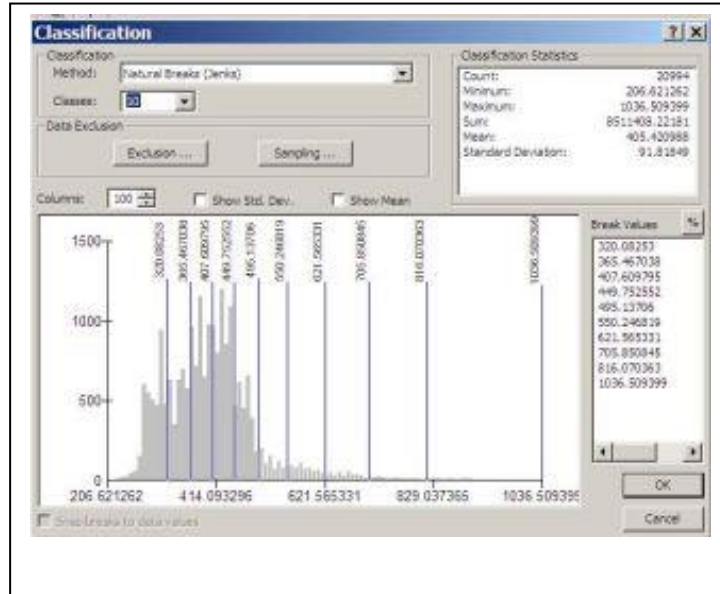 Classification
Classification
Method: Natural Breaks (Jenks)
Classes: 10
Data Exclusion
Exclusion ...
Sampling ...
Classification Statistics
Count: 20994
Minimum: 206.621262
Maximum: 1036.509399
Sum: 8511408.22181
Mean: 405.420988
Standard Deviation: 91.81849
Columns: 100
Show Std. Dev.
Show Mean
Break Values %
320.08253
365.467038
407.609795
449.752552
495.13706
550.246819
621.565331
705.850845
816.070363
1036.509399
320.08253
365.467038
407.609795
449.752552
495.13706
550.246819
621.565331
705.850845
816.070363
1036.509399
1500
1000
500
0
206.621262 414.093296 621.565331 829.037365 1036.509399
Snap breaks to data values
OK
Cancel